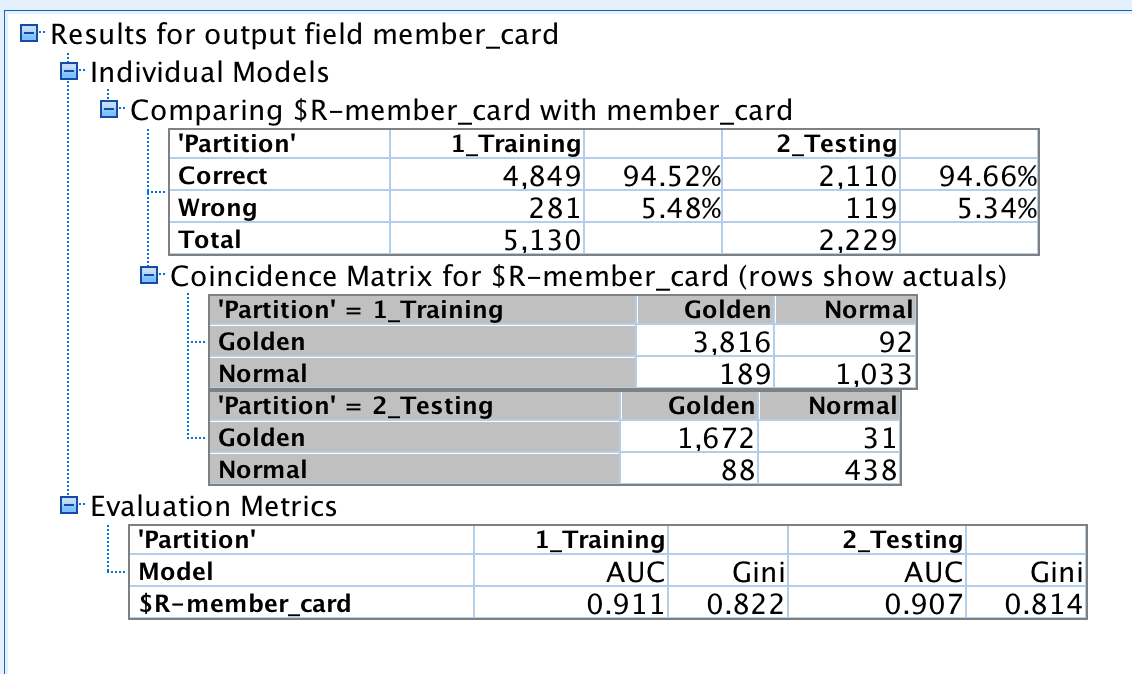 Results for output field member_card
Individual Models
Comparing $R-member_card with member_card
'Partition' 1_Training 2_Testing
Correct 4,849 94.52% 2,110 94.66%
Wrong 281 5.48% 119 5.34%
Total 5,130 2,229
Coincidence Matrix for $R-member_card (rows show actuals)
'Partition' = 1_Training Golden Normal
Golden 3,816 92
Normal 189 1,033
'Partition' = 2_Testing Golden Normal
Golden 1,672 31
Normal 88 438
Evaluation Metrics
'Partition' 1_Training 2_Testing
Model AUC Gini AUC Gini
$R-member_card 0.911 0.822 0.907 0.814